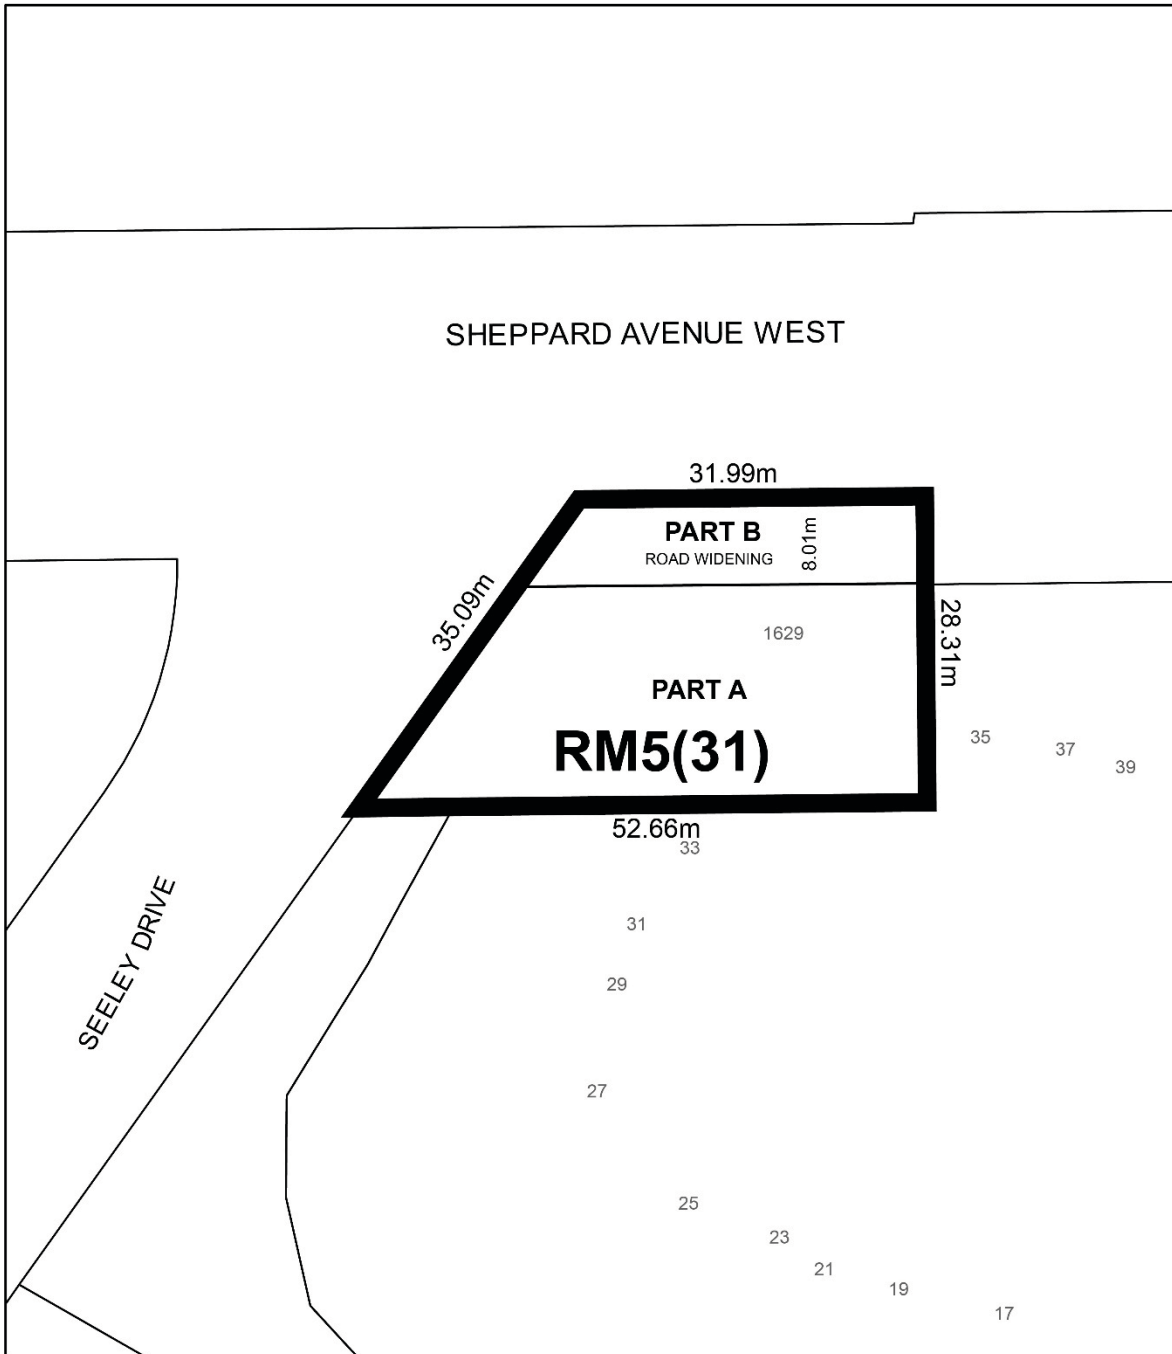 SHEPPARD AVENUE WEST
31.99m
PART B
ROAD WIDENING
8.01m
35.09m
28.31m
1629
PART A
RM5(31)
35
37
39
52.66m
33
31
SEELEY DRIVE
29
27
25
23
21
19
17